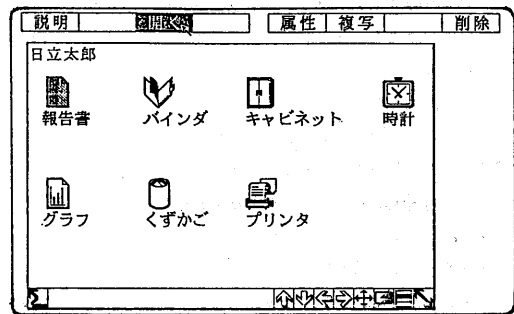 説明 開く 属性 複写 削除
日立太郎
報告書 バインダ キャビネット 時計
グラフ くずかご プリンタ